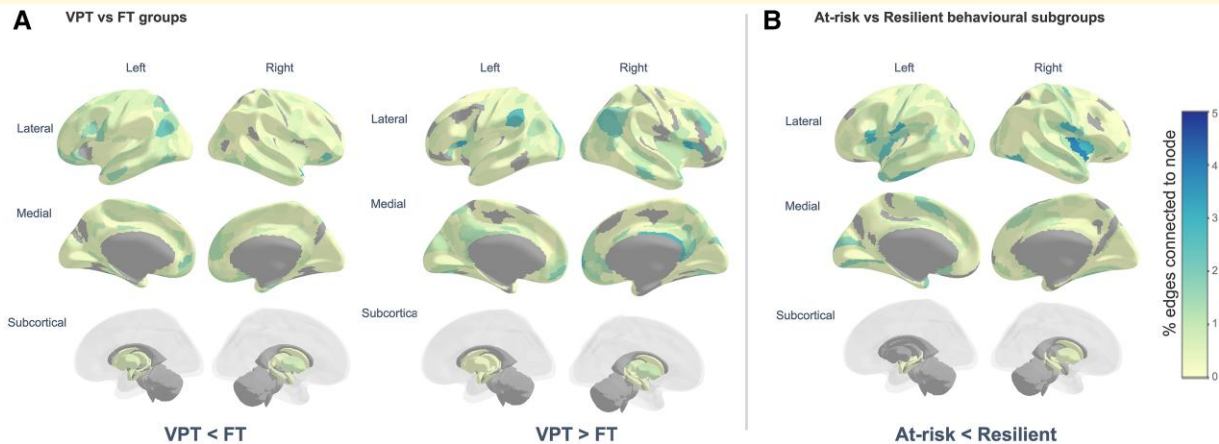 A
VPT vs FT groups
B
At-risk vs Resilient behavioural subgroups
Left
Right
Left
Right
Left
Right
Lateral
Lateral
Lateral
Medial
Medial
Medial
Subcortical
Subcortica
Subcortical
VPT < FT
VPT > FT
At-risk < Resilient
% edges connected to node
5
4
3
2
1
0